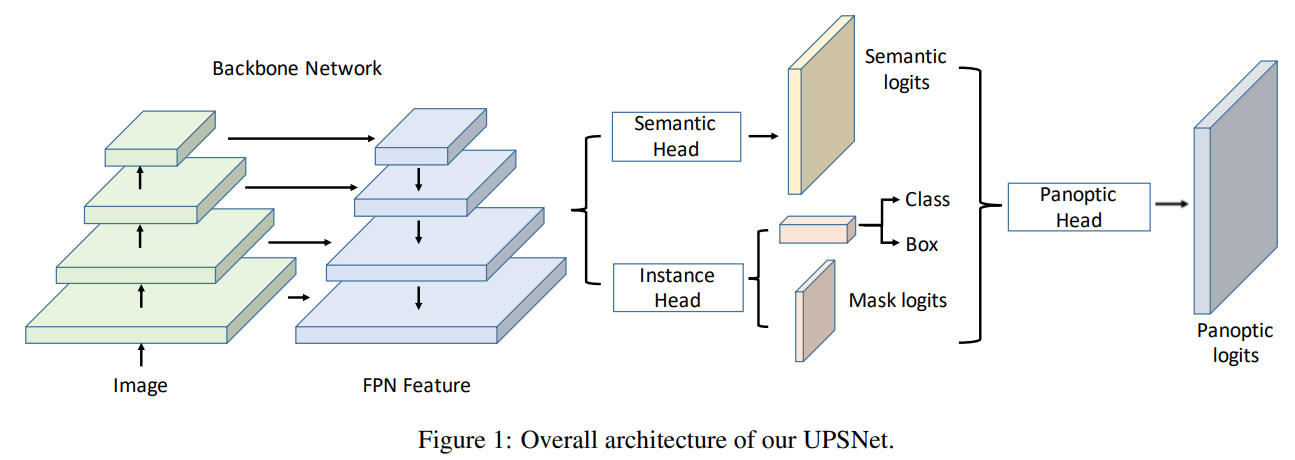 Backbone Network
Image
FPN Feature
Semantic
Head
Instance
Head
Semantic
logits
Class
Box
Mask logits
Panoptic
Head
Panoptic
logits
Figure 1: Overall architecture of our UPSNet.